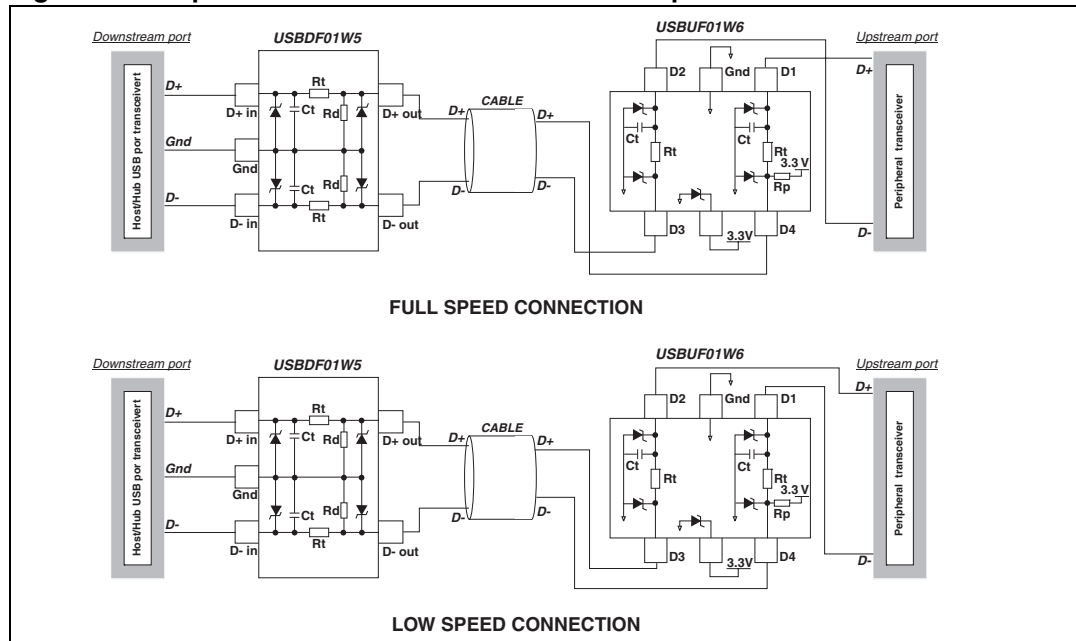 Downstream port
USBDF01W5
USBUF01W6
Upstream port
Host/Hub USB por transceivert
D+
Gnd
D-
D+ in
Gnd
D- in
Rt
Ct
Rd
Rd
Ct
Rt
D+ out
D- out
CABLE
D+
D+
D-
D-
D2
Gnd
D1
Ct
Rt
Ct
Rt
3.3 V
Rp
D3
3.3V
D4
D+
D-
Peripheral transceiver
FULL SPEED CONNECTION
Downstream port
USBDF01W5
USBUF01W6
Upstream port
Host/Hub USB por transceivert
D+
Gnd
D-
D+ in
Gnd
D- in
Rt
Ct
Rd
Rd
Ct
Rt
D+ out
D- out
CABLE
D+
D+
D-
D-
D2
Gnd
D1
Ct
Rt
Ct
Rt
3.3 V
Rp
D3
3.3V
D4
D+
D-
Peripheral transceiver
LOW SPEED CONNECTION